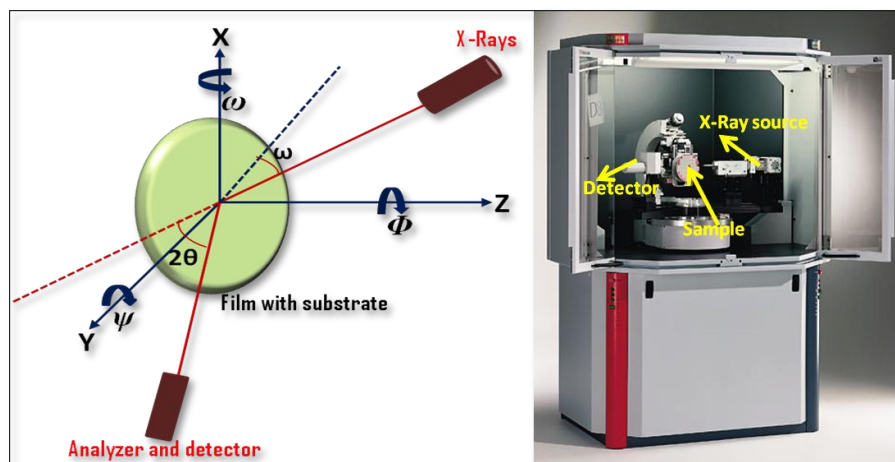 X
X-Rays
ω
ω
Z
Φ
2θ
Film with substrate
Y
ψ
Analyzer and detector
X-Ray source
Detector
Sample